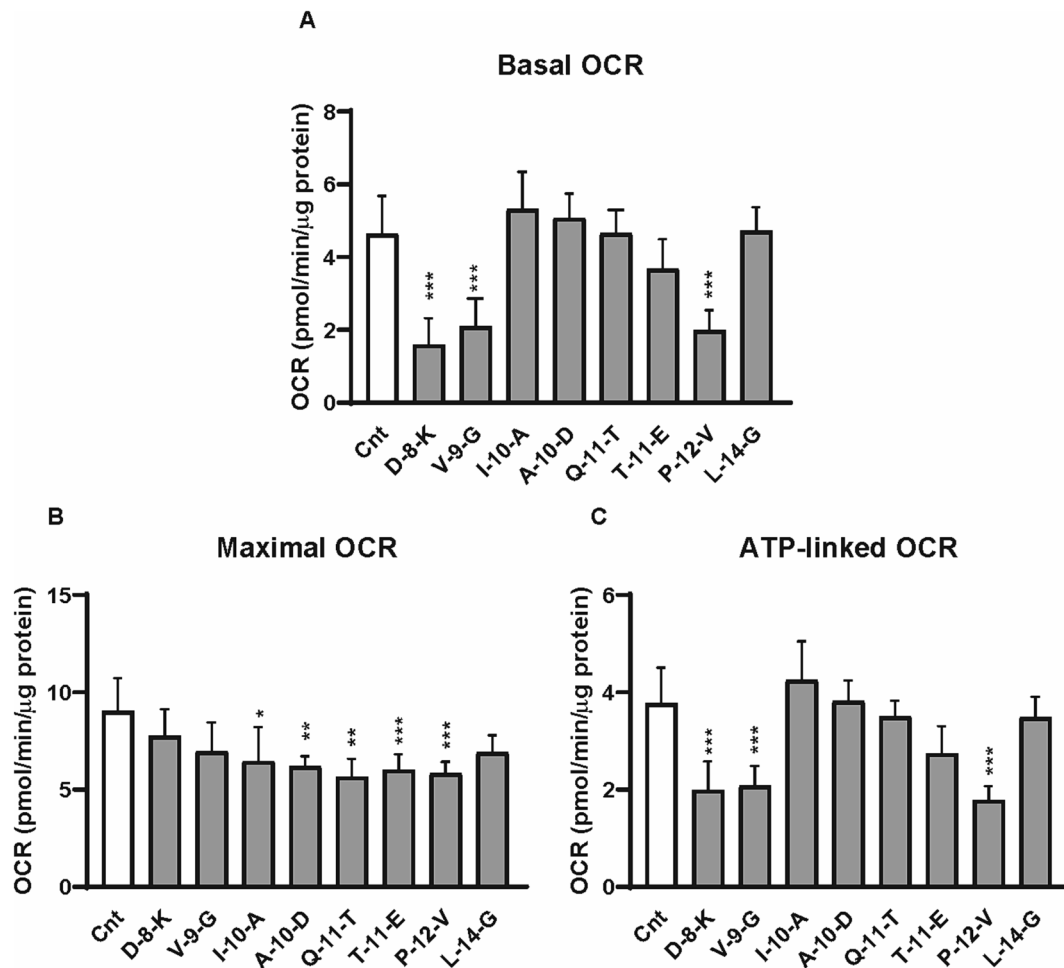 A
Basal OCR
OCR (pmol/min/µg protein)
8
6
4
2
0
***
***
***
Cnt
D-8-K
V-9-G
I-10-A
A-10-D
Q-11-T
T-11-E
P-12-V
L-14-G
B
Maximal OCR
OCR (pmol/min/µg protein)
15
10
5
0
*
**
**
***
***
Cnt
D-8-K
V-9-G
I-10-A
A-10-D
Q-11-T
T-11-E
P-12-V
L-14-G
C
ATP-linked OCR
OCR (pmol/min/µg protein)
6
4
2
0
***
***
***
Cnt
D-8-K
V-9-G
I-10-A
A-10-D
Q-11-T
T-11-E
P-12-V
L-14-G